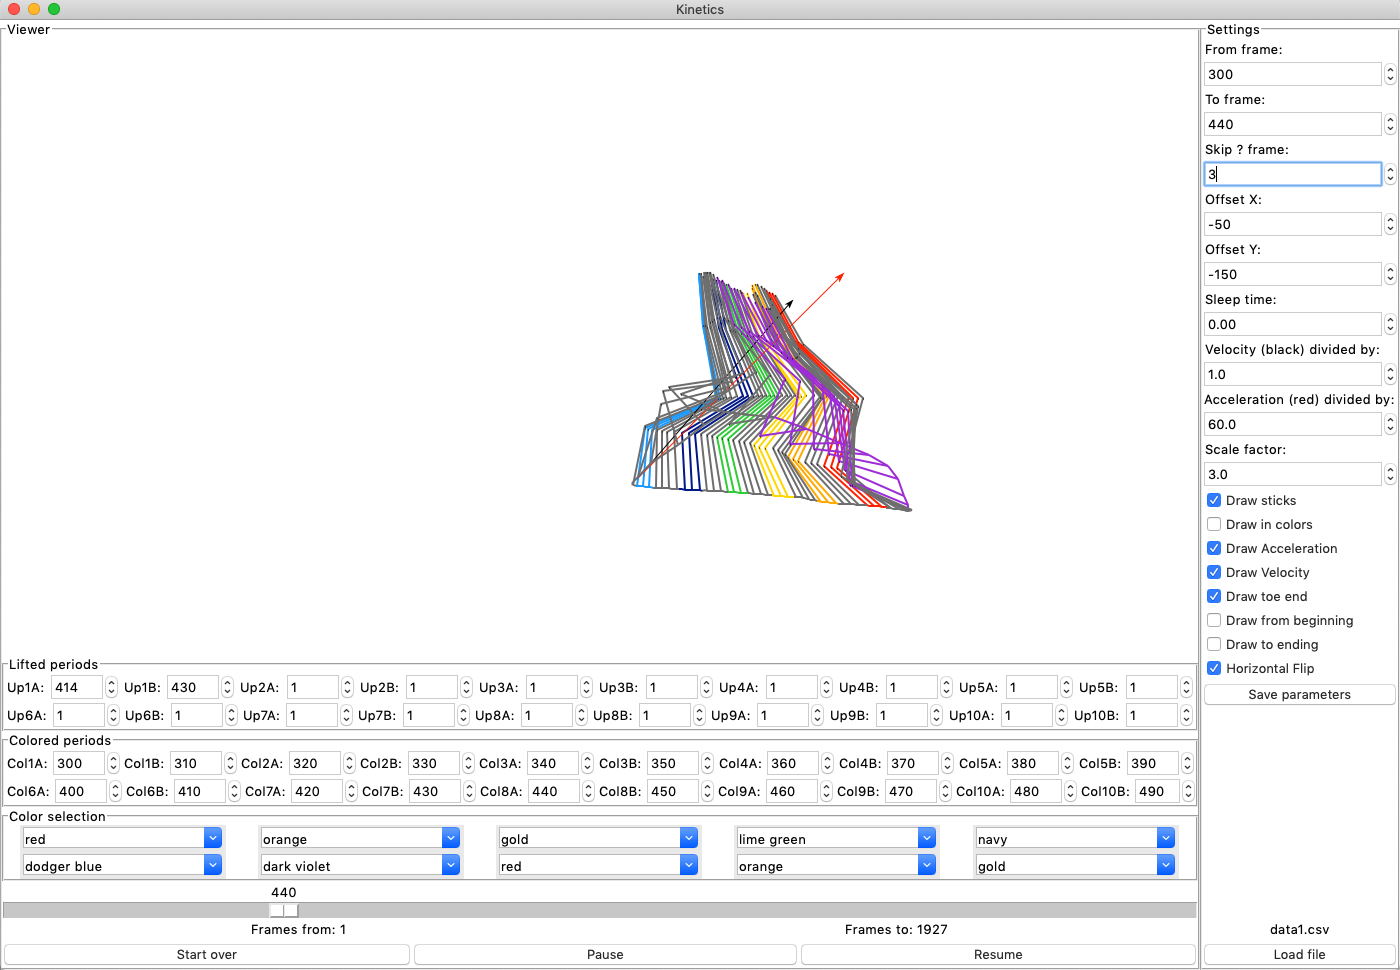 Kinetics
Viewer
Settings
From frame:
300
To frame:
440
Skip ? frame:
3
Offset X:
-50
Offset Y:
-150
Sleep time:
0.00
Velocity (black) divided by:
1.0
Acceleration (red) divided by:
60.0
Scale factor:
3.0
Draw sticks
Draw in colors
Draw Acceleration
Draw Velocity
Draw toe end
Draw from beginning
Draw to ending
Horizontal Flip
Save parameters
Lifted periods
Up1A: 414 Up1B: 430 Up2A: 1 Up2B: 1 Up3A: 1 Up3B: 1 Up4A: 1 Up4B: 1 Up5A: 1 Up5B: 1
Up6A: 1 Up6B: 1 Up7A: 1 Up7B: 1 Up8A: 1 Up8B: 1 Up9A: 1 Up9B: 1 Up10A: 1 Up10B: 1
Colored periods
Col1A: 300 Col1B: 310 Col2A: 320 Col2B: 330 Col3A: 340 Col3B: 350 Col4A: 360 Col4B: 370 Col5A: 380 Col5B: 390
Col6A: 400 Col6B: 410 Col7A: 420 Col7B: 430 Col8A: 440 Col8B: 450 Col9A: 460 Col9B: 470 Col10A: 480 Col10B: 490
Color selection
red orange gold lime green navy
dodger blue dark violet red orange gold
440
Frames from: 1 Frames to: 1927
Start over Pause Resume
data1.csv
Load file